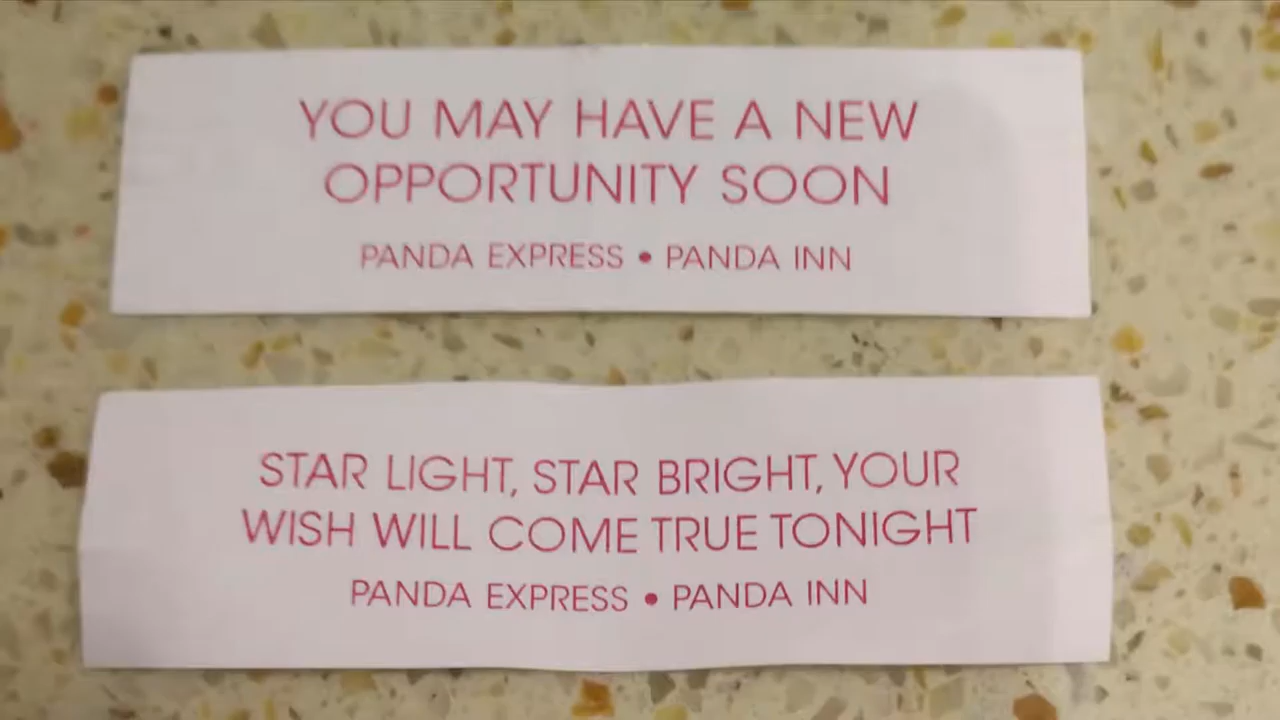 YOU MAY HAVE A NEW
OPPORTUNITY SOON
PANDA EXPRESS • PANDA INN
STAR LIGHT, STAR BRIGHT, YOUR
WISH WILL COME TRUE TONIGHT
PANDA EXPRESS • PANDA INN